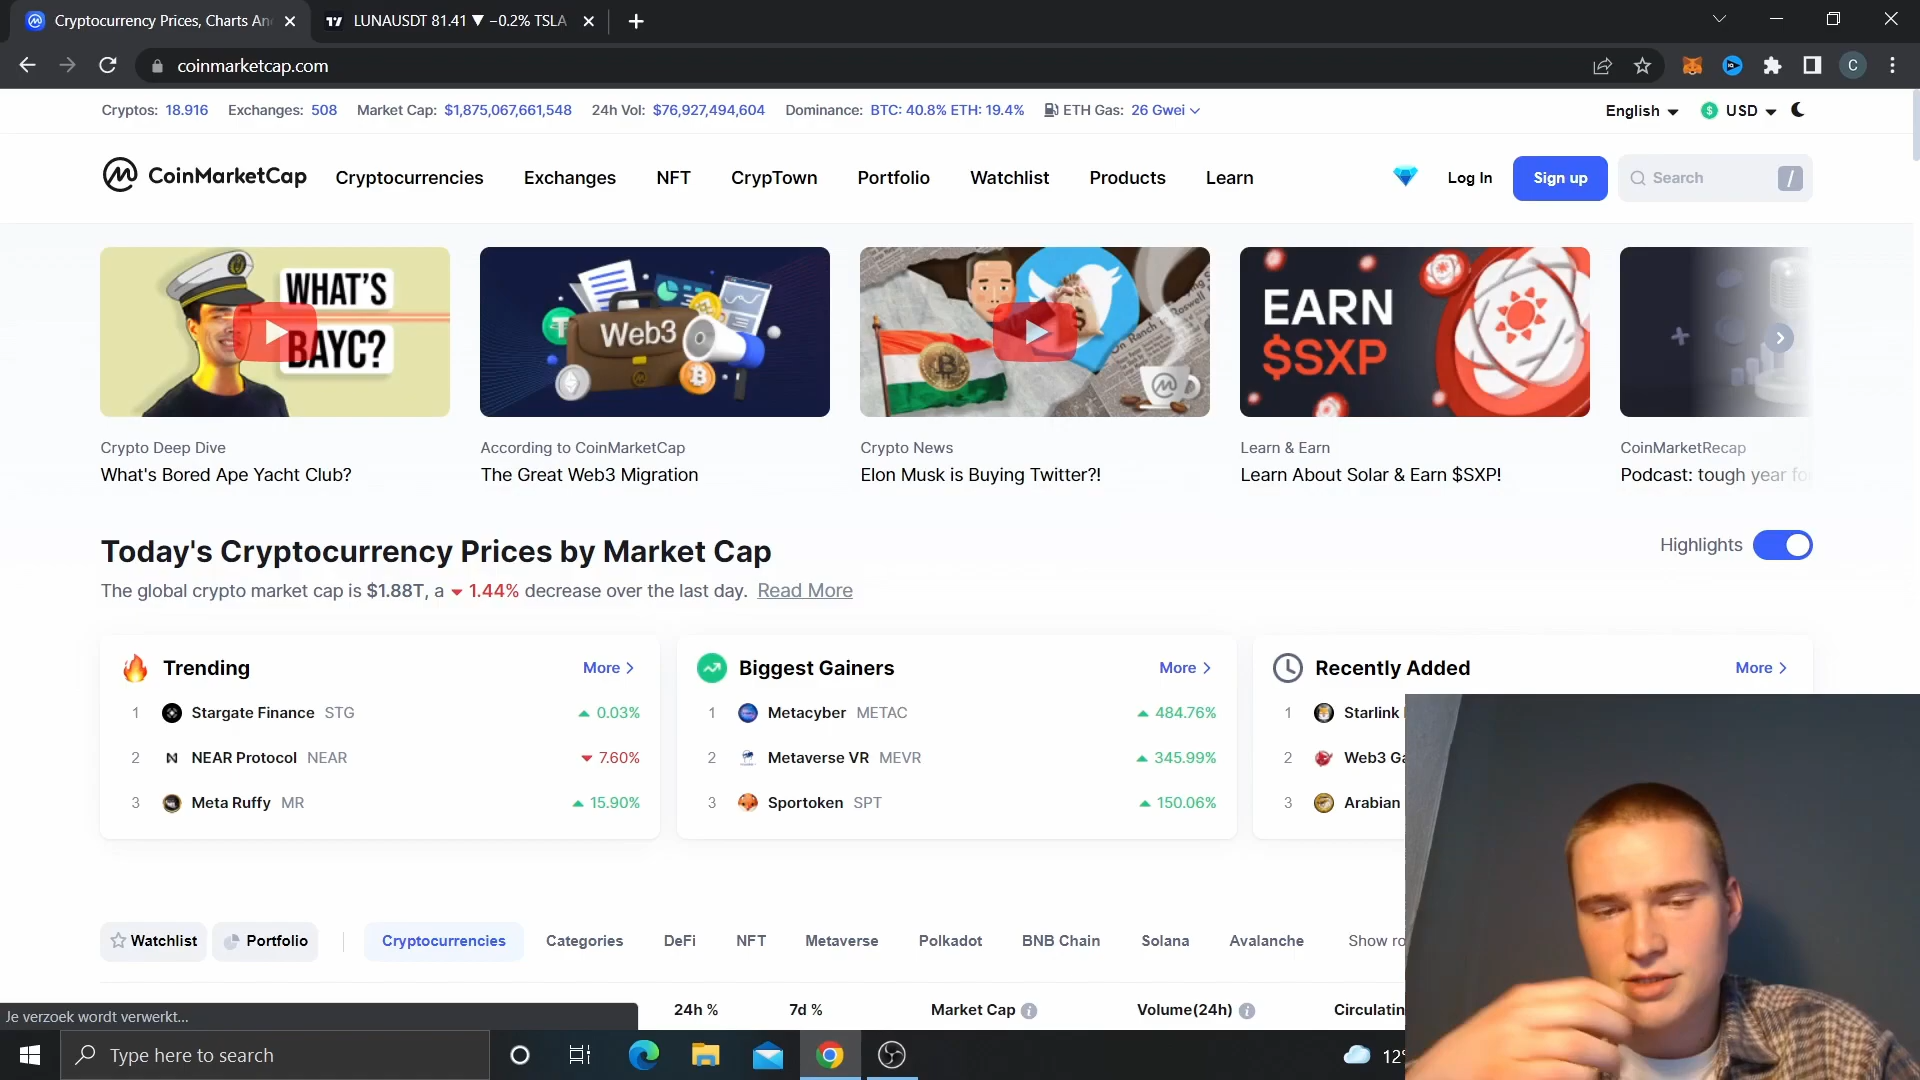 Cryptocurrency Prices, Charts An
LUNAUSDT 81.41 ▼ −0.2% TSLA
coinmarketcap.com
C
Cryptos: 18.916 Exchanges: 508 Market Cap: $1,875,067,661,548 24h Vol: $76,927,494,604 Dominance: BTC: 40.8% ETH: 19.4% ETH Gas: 26 Gwei
English $ USD
CoinMarketCap Cryptocurrencies Exchanges NFT CrypTown Portfolio Watchlist Products Learn Log In Sign up Search /
WHAT'S
BAYC?
Web3
EARN
$SXP
Crypto Deep Dive
What's Bored Ape Yacht Club?
According to CoinMarketCap
The Great Web3 Migration
Crypto News
Elon Musk is Buying Twitter?!
Learn & Earn
Learn About Solar & Earn $SXP!
CoinMarketRecap
Podcast: tough year fo
Today's Cryptocurrency Prices by Market Cap
Highlights
The global crypto market cap is $1.88T, a ▼ 1.44% decrease over the last day. Read More
Trending More >
1 Stargate Finance STG ▲ 0.03%
2 NEAR Protocol NEAR ▼ 7.60%
3 Meta Ruffy MR ▲ 15.90%
Biggest Gainers More >
1 Metacyber METAC ▲ 484.76%
2 Metaverse VR MEVR ▲ 345.99%
3 Sportoken SPT ▲ 150.06%
Recently Added More >
1 Starlink
2 Web3 Ga
3 Arabian
Watchlist Portfolio Cryptocurrencies Categories DeFi NFT Metaverse Polkadot BNB Chain Solana Avalanche Show ro
24h % 7d % Market Cap Volume(24h) Circulatin
Je verzoek wordt verwerkt...
Type here to search
12°